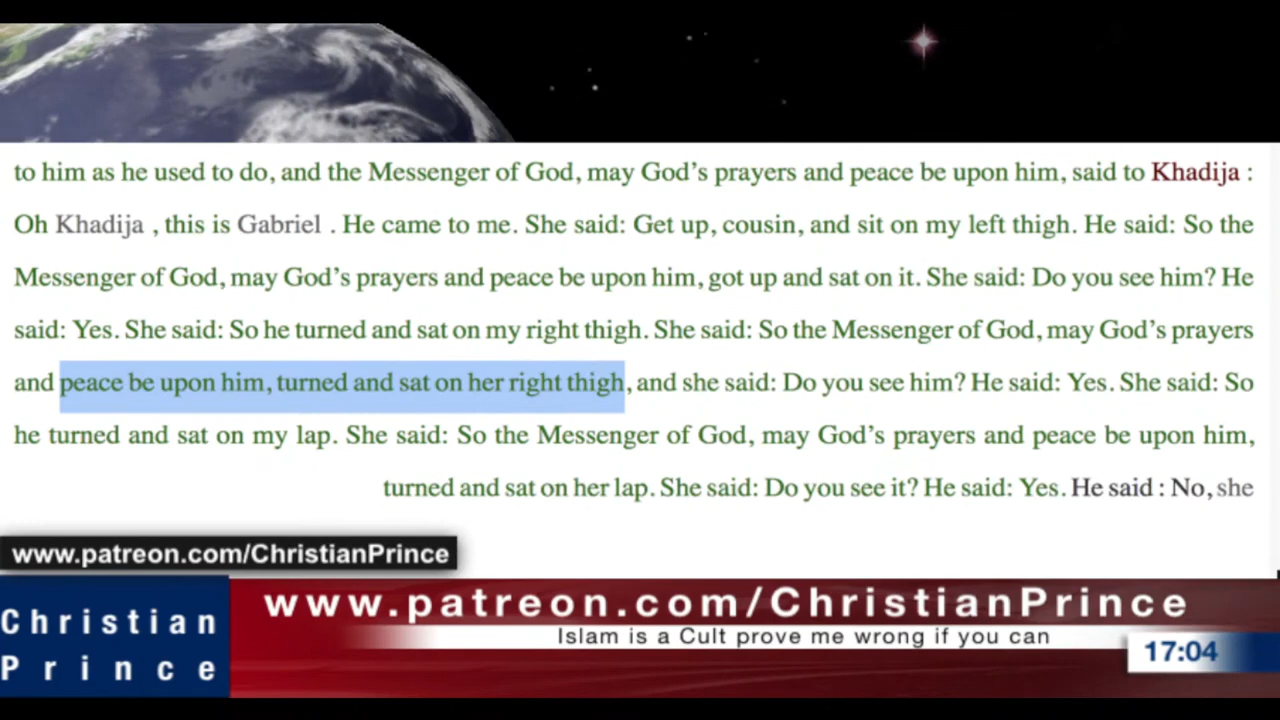 to him as he used to do, and the Messenger of God, may God's prayers and peace be upon him, said to Khadija :
Oh Khadija , this is Gabriel . He came to me. She said: Get up, cousin, and sit on my left thigh. He said: So the
Messenger of God, may God's prayers and peace be upon him, got up and sat on it. She said: Do you see him? He
said: Yes. She said: So he turned and sat on my right thigh. She said: So the Messenger of God, may God's prayers
and peace be upon him, turned and sat on her right thigh, and she said: Do you see him? He said: Yes. She said: So
he turned and sat on my lap. She said: So the Messenger of God, may God's prayers and peace be upon him,
turned and sat on her lap. She said: Do you see it? He said: Yes. He said : No, she
www.patreon.com/ChristianPrince
Christian
Prince
www.patreon.com/ChristianPrince
Islam is a Cult prove me wrong if you can
17:04